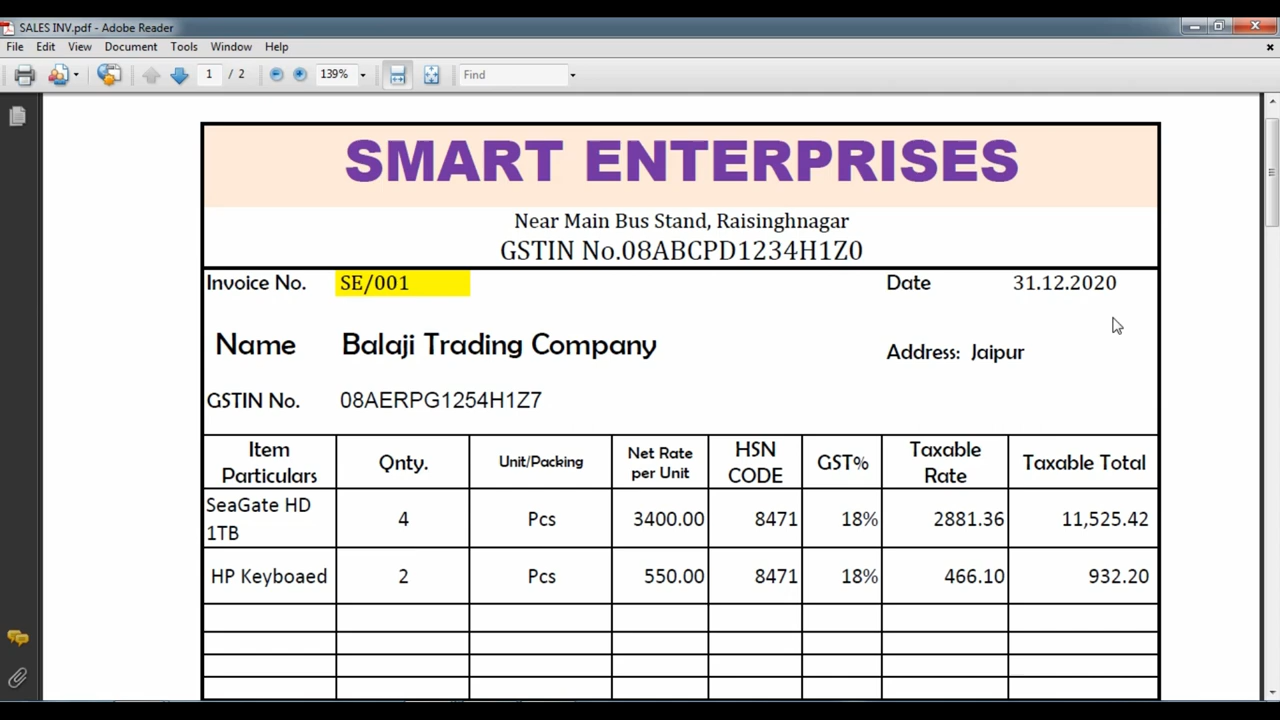 SALES INV.pdf - Adobe Reader
File Edit View Document Tools Window Help
1 / 2 139% Find
SMART ENTERPRISES
Near Main Bus Stand, Raisinghnagar
GSTIN No.08ABCPD1234H1Z0
Invoice No. SE/001 Date 31.12.2020
Name Balaji Trading Company Address: Jaipur
GSTIN No. 08AERPG1254H1Z7
Item Particulars Qnty. Unit/Packing Net Rate per Unit HSN CODE GST% Taxable Rate Taxable Total
SeaGate HD 1TB 4 Pcs 3400.00 8471 18% 2881.36 11,525.42
HP Keyboaed 2 Pcs 550.00 8471 18% 466.10 932.20